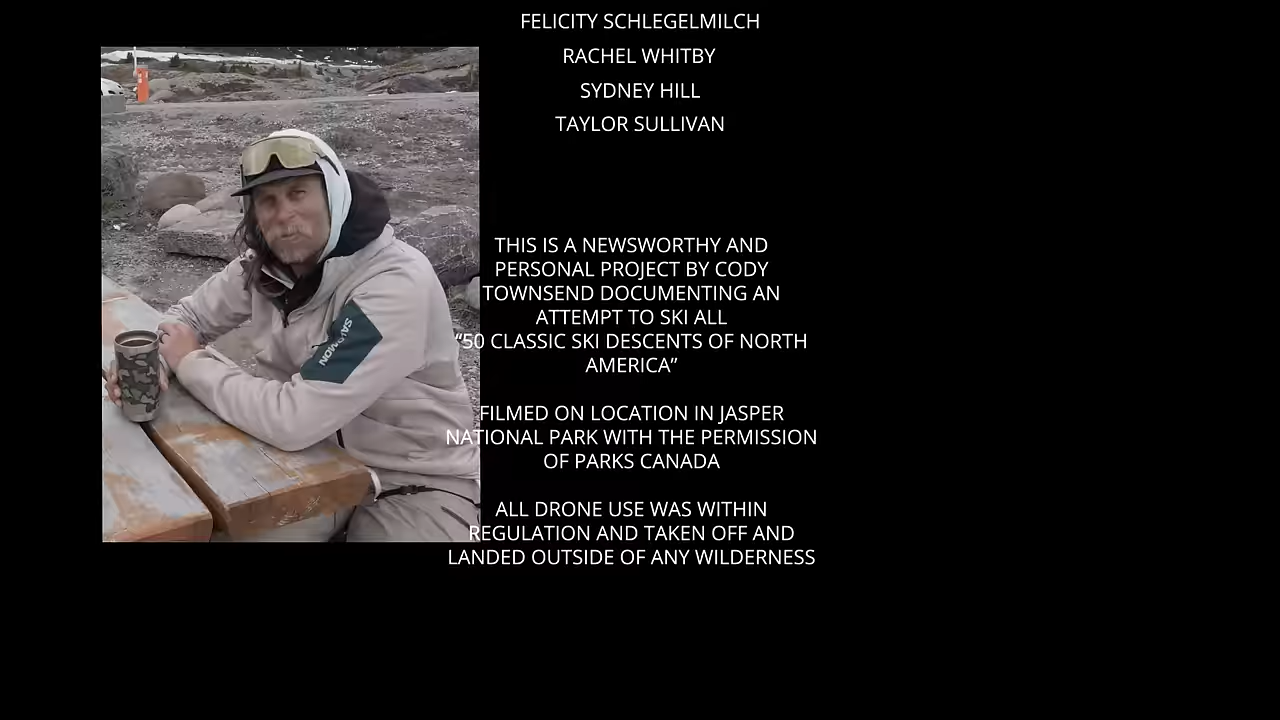 FELICITY SCHLEGELMILCH
RACHEL WHITBY
SYDNEY HILL
TAYLOR SULLIVAN
THIS IS A NEWSWORTHY AND
PERSONAL PROJECT BY CODY
TOWNSEND DOCUMENTING AN
ATTEMPT TO SKI ALL
“50 CLASSIC SKI DESCENTS OF NORTH
AMERICA”
FILMED ON LOCATION IN JASPER
NATIONAL PARK WITH THE PERMISSION
OF PARKS CANADA
ALL DRONE USE WAS WITHIN
REGULATION AND TAKEN OFF AND
LANDED OUTSIDE OF ANY WILDERNESS
SALOMON